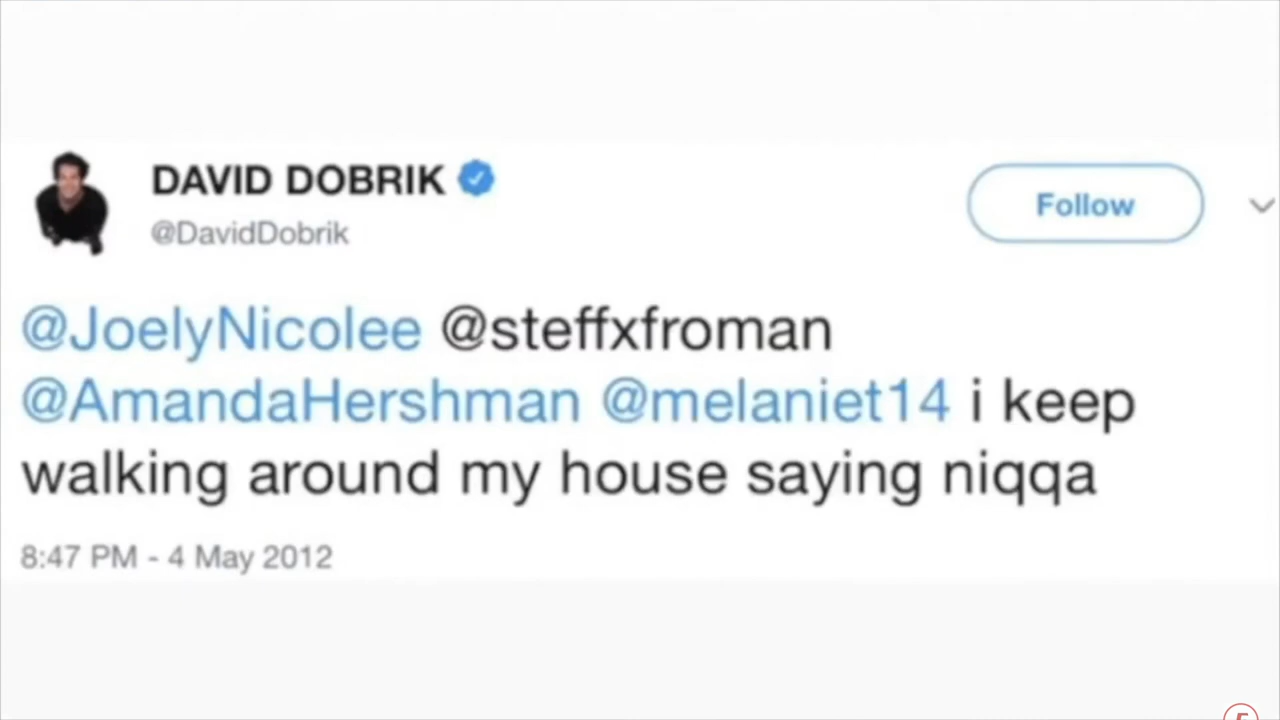 DAVID DOBRIK
@DavidDobrik
Follow
@JoelyNicolee @steffxfroman
@AmandaHershman @melaniet14 i keep
walking around my house saying niqqa
8:47 PM - 4 May 2012